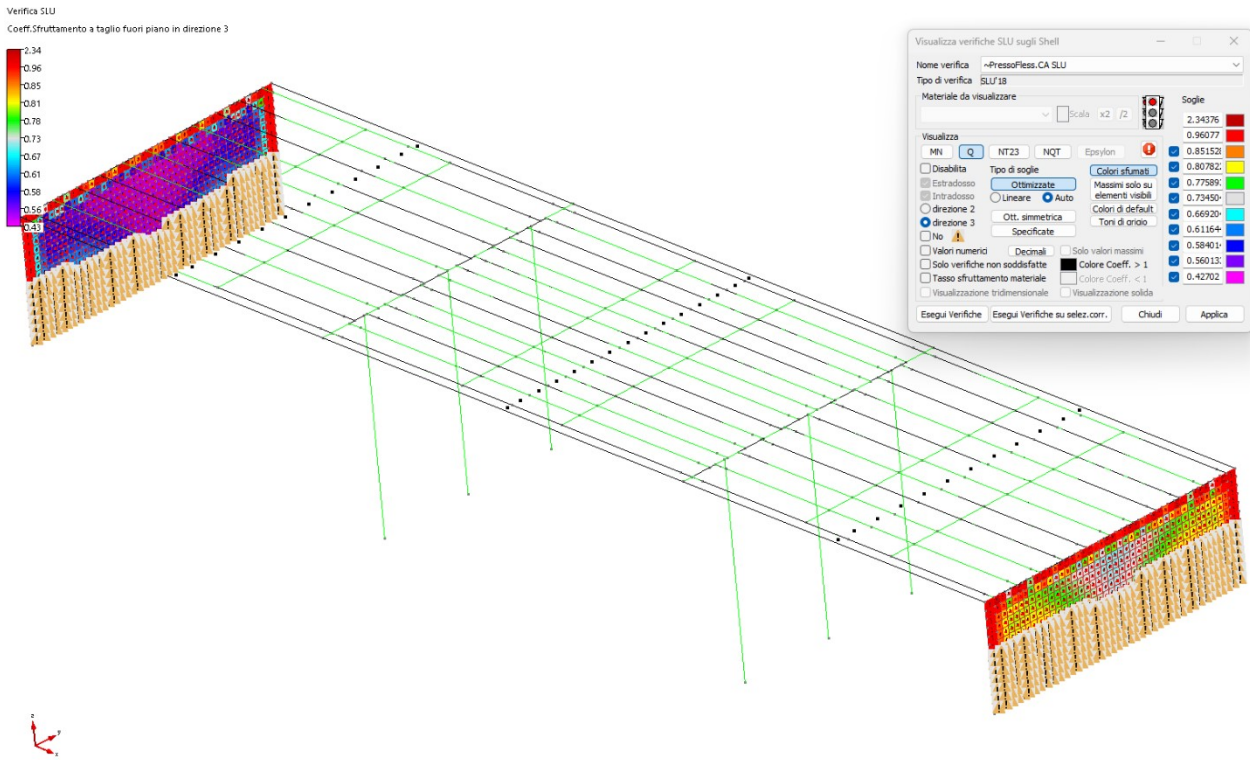 Verifica SLU
Coeff.Sfruttamento a taglio fuori piano in direzione 3
2.34
0.96
0.85
0.81
0.78
0.73
0.67
0.61
0.58
0.56
0.43
Visualizza verifiche SLU sugli Shell
Nome verifica ~PressoFless.CA SLU
Tipo di verifica SLU'18
Materiale da visualizzare
Scala x2 /2
Soglie
2.34376
0.96077
0.851528
0.80782
0.77589
0.73450
0.66920
0.61164
0.58401
0.56013
0.42702
Visualizza
MN Q NT23 NQT Epsylon
Disabilita Tipo di soglie Colori sfumati
Estradosso Ottimizzate Massimi solo su elementi visibili
Intradosso Lineare Auto
direzione 2 Ott. simmetrica Colori di default
direzione 3 Specificate Toni di grigio
No
Valori numerici Decimali Solo valori massimi
Solo verifiche non soddisfatte Colore Coeff. > 1
Tasso sfruttamento materiale Colore Coeff. < 1
Visualizzazione tridimensionale Visualizzazione solida
Esegui Verifiche Esegui Verifiche su selez.corr. Chiudi Applica
z
y
x